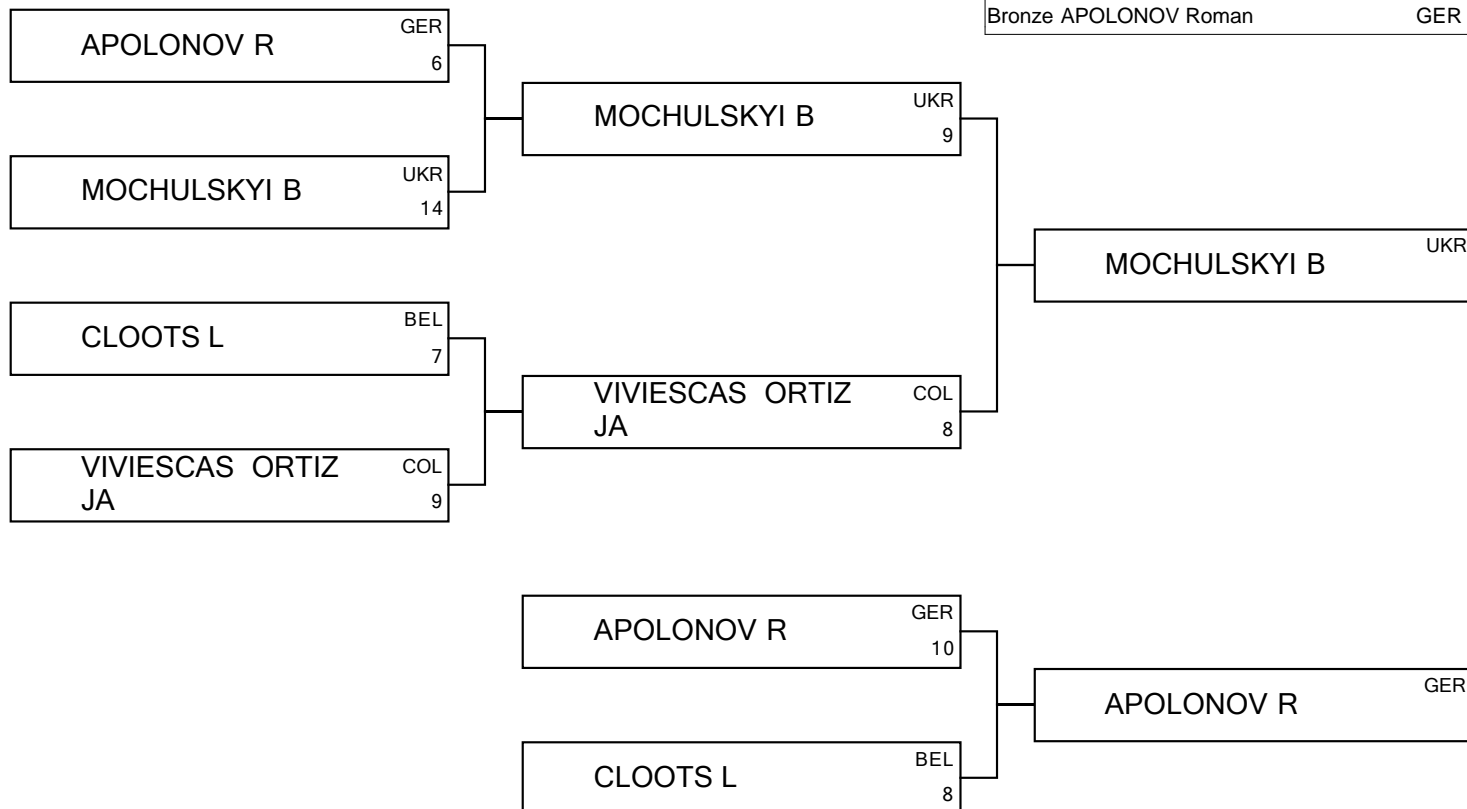 Bronze APOLONOV Roman GER
APOLONOV R GER
6
MOCHULSKYI B UKR
9
MOCHULSKYI B UKR
14
MOCHULSKYI B UKR
CLOOTS L BEL
7
VIVIESCAS ORTIZ COL
JA 8
VIVIESCAS ORTIZ COL
JA 9
APOLONOV R GER
10
APOLONOV R GER
CLOOTS L BEL
8